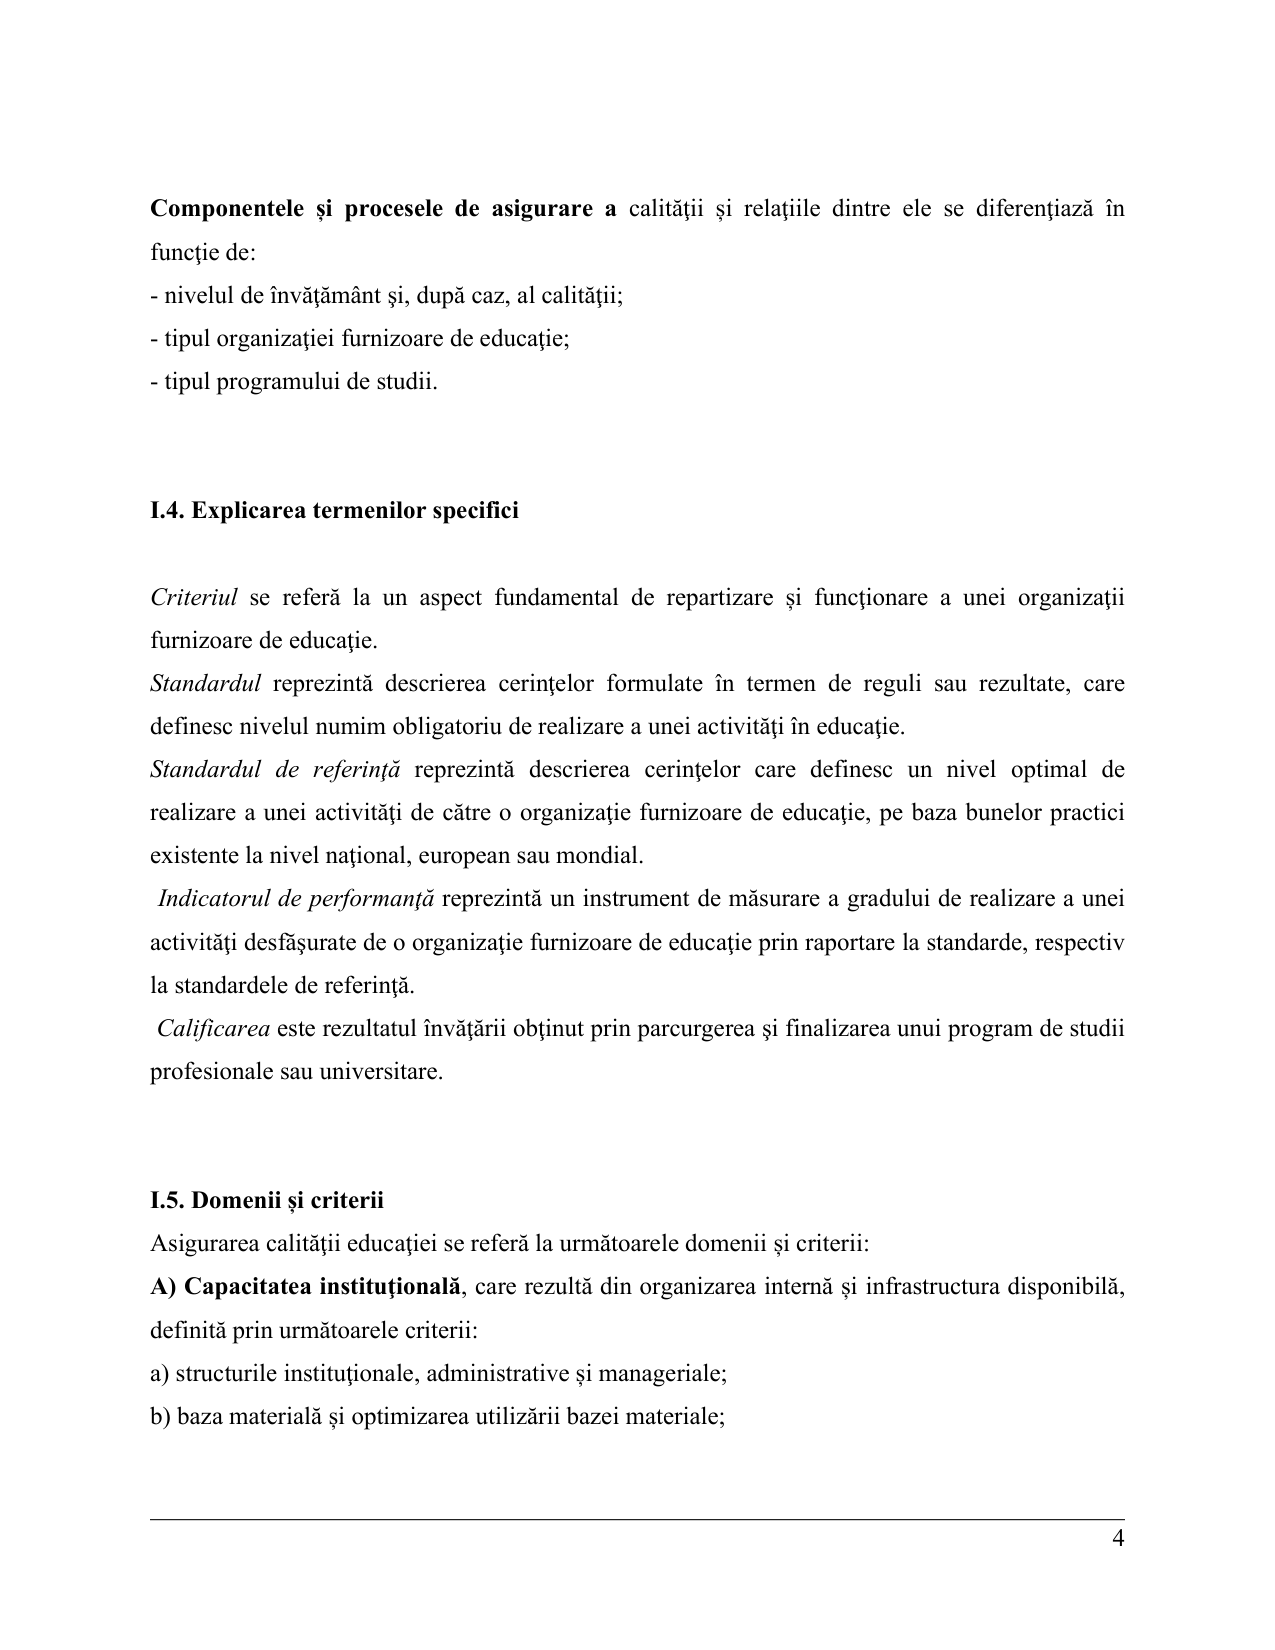 Componentele și procesele de asigurare a calităţii și relaţiile dintre ele se diferenţiază în
funcţie de:
- nivelul de învăţământ şi, după caz, al calităţii;
- tipul organizaţiei furnizoare de educaţie;
- tipul programului de studii.
I.4. Explicarea termenilor specifici
Criteriul se referă la un aspect fundamental de repartizare și funcţionare a unei organizaţii
furnizoare de educaţie.
Standardul reprezintă descrierea cerinţelor formulate în termen de reguli sau rezultate, care
definesc nivelul numim obligatoriu de realizare a unei activităţi în educaţie.
Standardul de referinţă reprezintă descrierea cerinţelor care definesc un nivel optimal de
realizare a unei activităţi de către o organizaţie furnizoare de educaţie, pe baza bunelor practici
existente la nivel naţional, european sau mondial.
Indicatorul de performanţă reprezintă un instrument de măsurare a gradului de realizare a unei
activităţi desfăşurate de o organizaţie furnizoare de educaţie prin raportare la standarde, respectiv
la standardele de referinţă.
Calificarea este rezultatul învăţării obţinut prin parcurgerea şi finalizarea unui program de studii
profesionale sau universitare.
I.5. Domenii și criterii
Asigurarea calităţii educaţiei se referă la următoarele domenii și criterii:
A) Capacitatea instituţională, care rezultă din organizarea internă și infrastructura disponibilă,
definită prin următoarele criterii:
a) structurile instituţionale, administrative și manageriale;
b) baza materială și optimizarea utilizării bazei materiale;
4